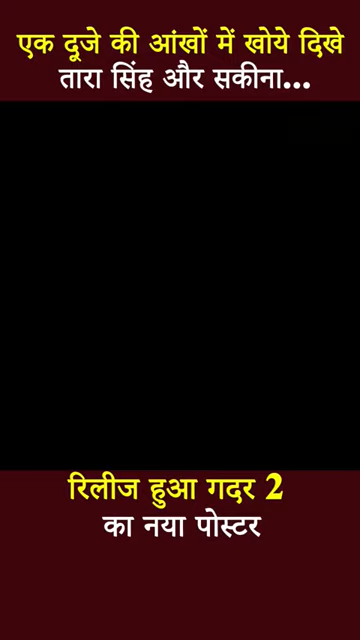 एक दूजे की आंखों में खोये दिखे
तारा सिंह और सकीना...
रिलीज हुआ गदर 2
का नया पोस्टर